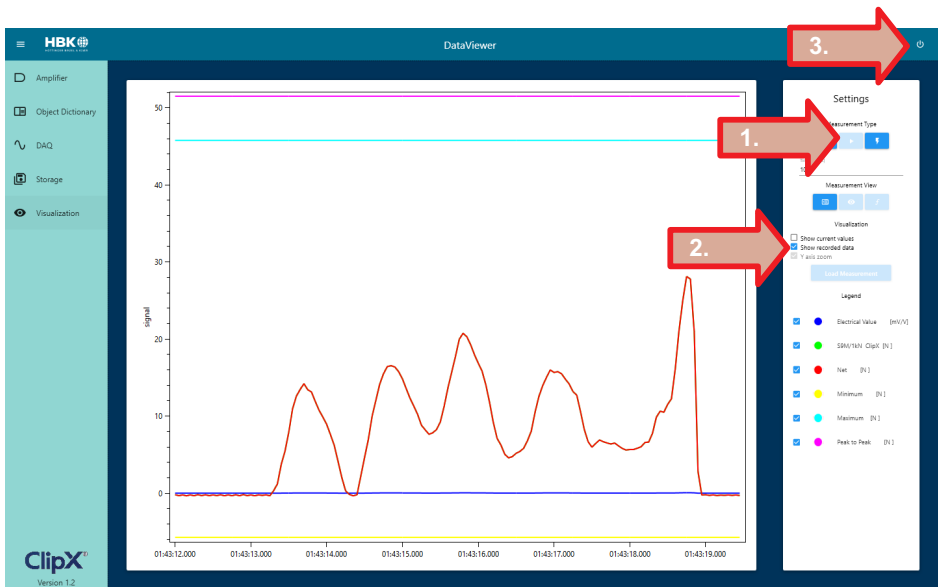 HBK
DataViewer
3.
Amplifier
Object Dictionary
DAQ
Storage
Visualization
ClipX
Version 1.2
signal
50
40
30
20
10
0
01:43:12.000 01:43:13.000 01:43:14.000 01:43:15.000 01:43:16.000 01:43:17.000 01:43:18.000 01:43:19.000
Settings
Measurement Type
1.
Measurement View
Visualization
Show current values
2.
Show recorded data
Y axis zoom
Load Measurement
Legend
Electrical Value [mV/V]
S9M/1kN ClipX [N ]
Net [N ]
Minimum [N ]
Maximum [N ]
Peak to Peak [N ]